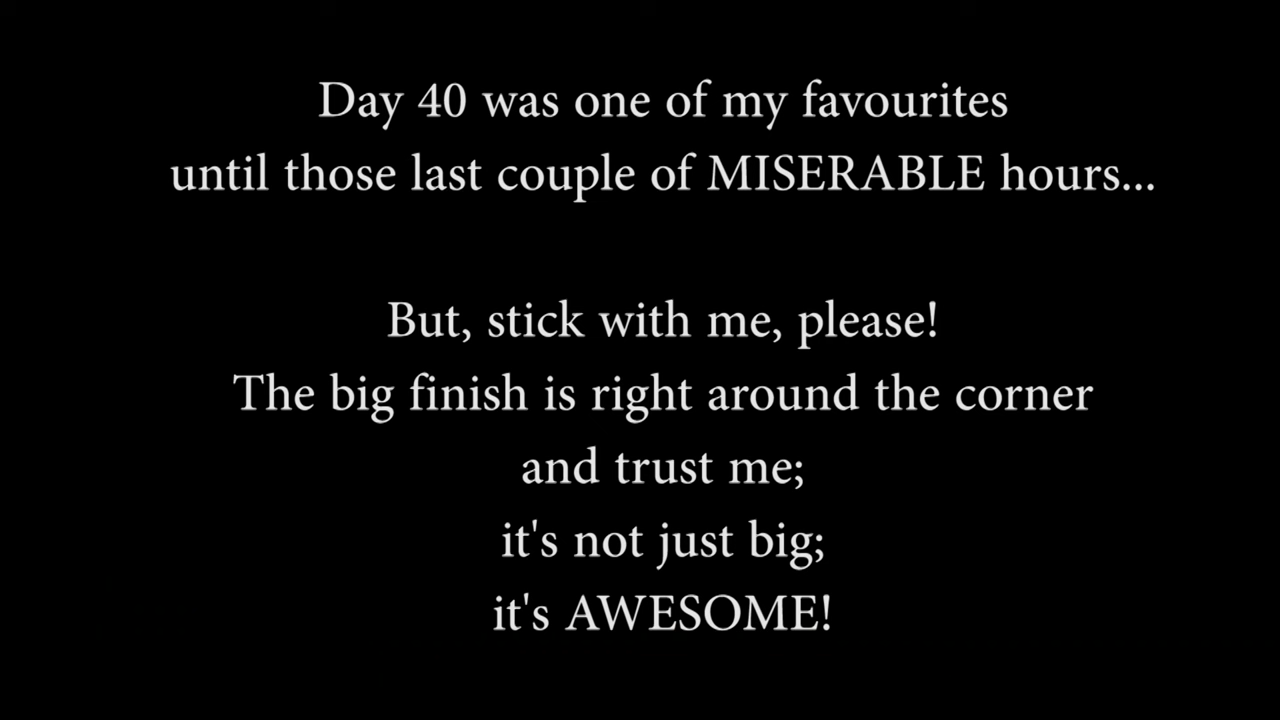 Day 40 was one of my favourites
until those last couple of MISERABLE hours...
But, stick with me, please!
The big finish is right around the corner
and trust me;
it's not just big;
it's AWESOME!